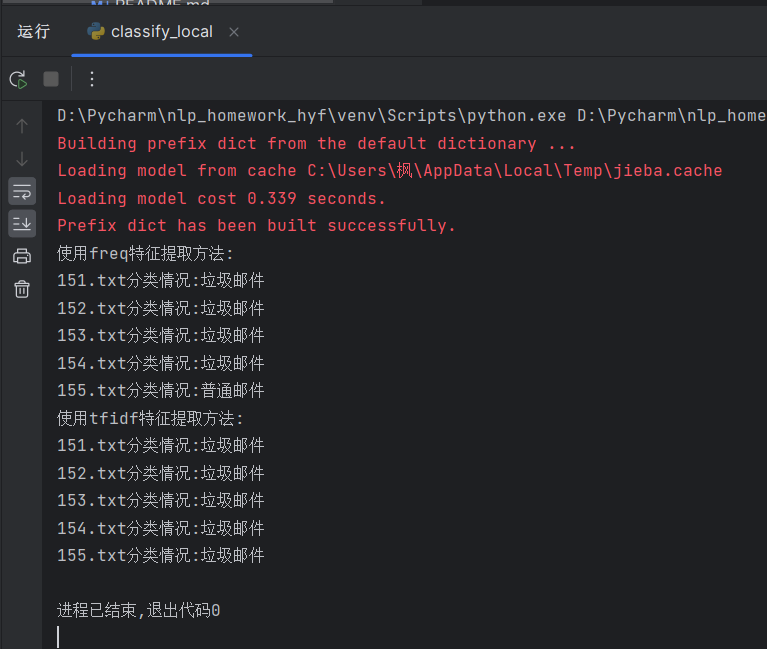 README.md
运行
classify_local
D:\Pycharm\nlp_homework_hyf\venv\Scripts\python.exe D:\Pycharm\nlp_home
Building prefix dict from the default dictionary ...
Loading model from cache C:\Users\枫\AppData\Local\Temp\jieba.cache
Loading model cost 0.339 seconds.
Prefix dict has been built successfully.
使用freq特征提取方法:
151.txt分类情况:垃圾邮件
152.txt分类情况:垃圾邮件
153.txt分类情况:垃圾邮件
154.txt分类情况:垃圾邮件
155.txt分类情况:普通邮件
使用tfidf特征提取方法:
151.txt分类情况:垃圾邮件
152.txt分类情况:垃圾邮件
153.txt分类情况:垃圾邮件
154.txt分类情况:垃圾邮件
155.txt分类情况:垃圾邮件
进程已结束,退出代码0